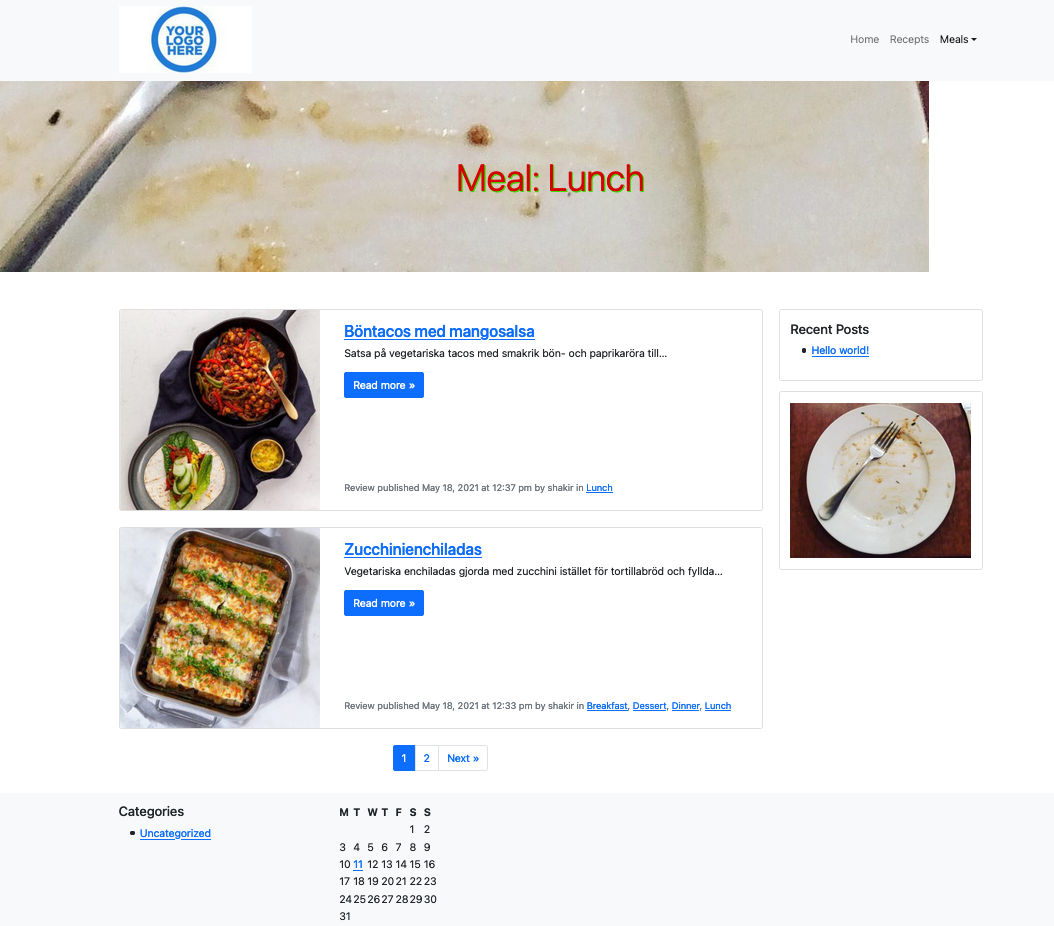 YOUR
LOGO
HERE
Home Recepts Meals
Meal: Lunch
Böntacos med mangosalsa
Satsa på vegetariska tacos med smakrik bön- och paprikaröra till...
Read more »
Review published May 18, 2021 at 12:37 pm by shakir in Lunch
Zucchinienchiladas
Vegetariska enchiladas gjorda med zucchini istället för tortillabröd och fyllda...
Read more »
Review published May 18, 2021 at 12:33 pm by shakir in Breakfast, Dessert, Dinner, Lunch
1 2 Next »
Recent Posts
Hello world!
Categories
Uncategorized
M T W T F S S
1 2
3 4 5 6 7 8 9
10 11 12 13 14 15 16
17 18 19 20 21 22 23
24 25 26 27 28 29 30
31